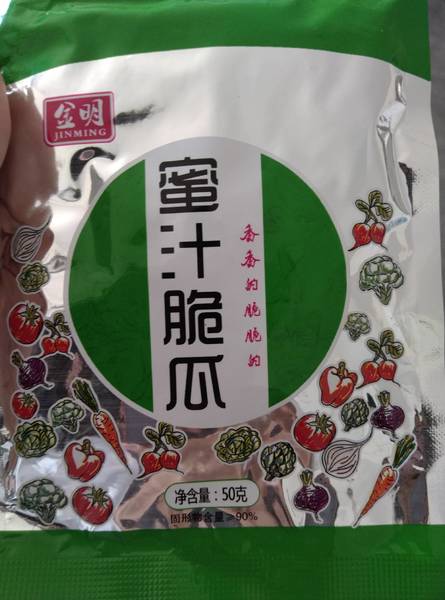 金明
JINMING
蜜汁脆瓜
香香的脆脆的
净含量：50克
固形物含量≥90%